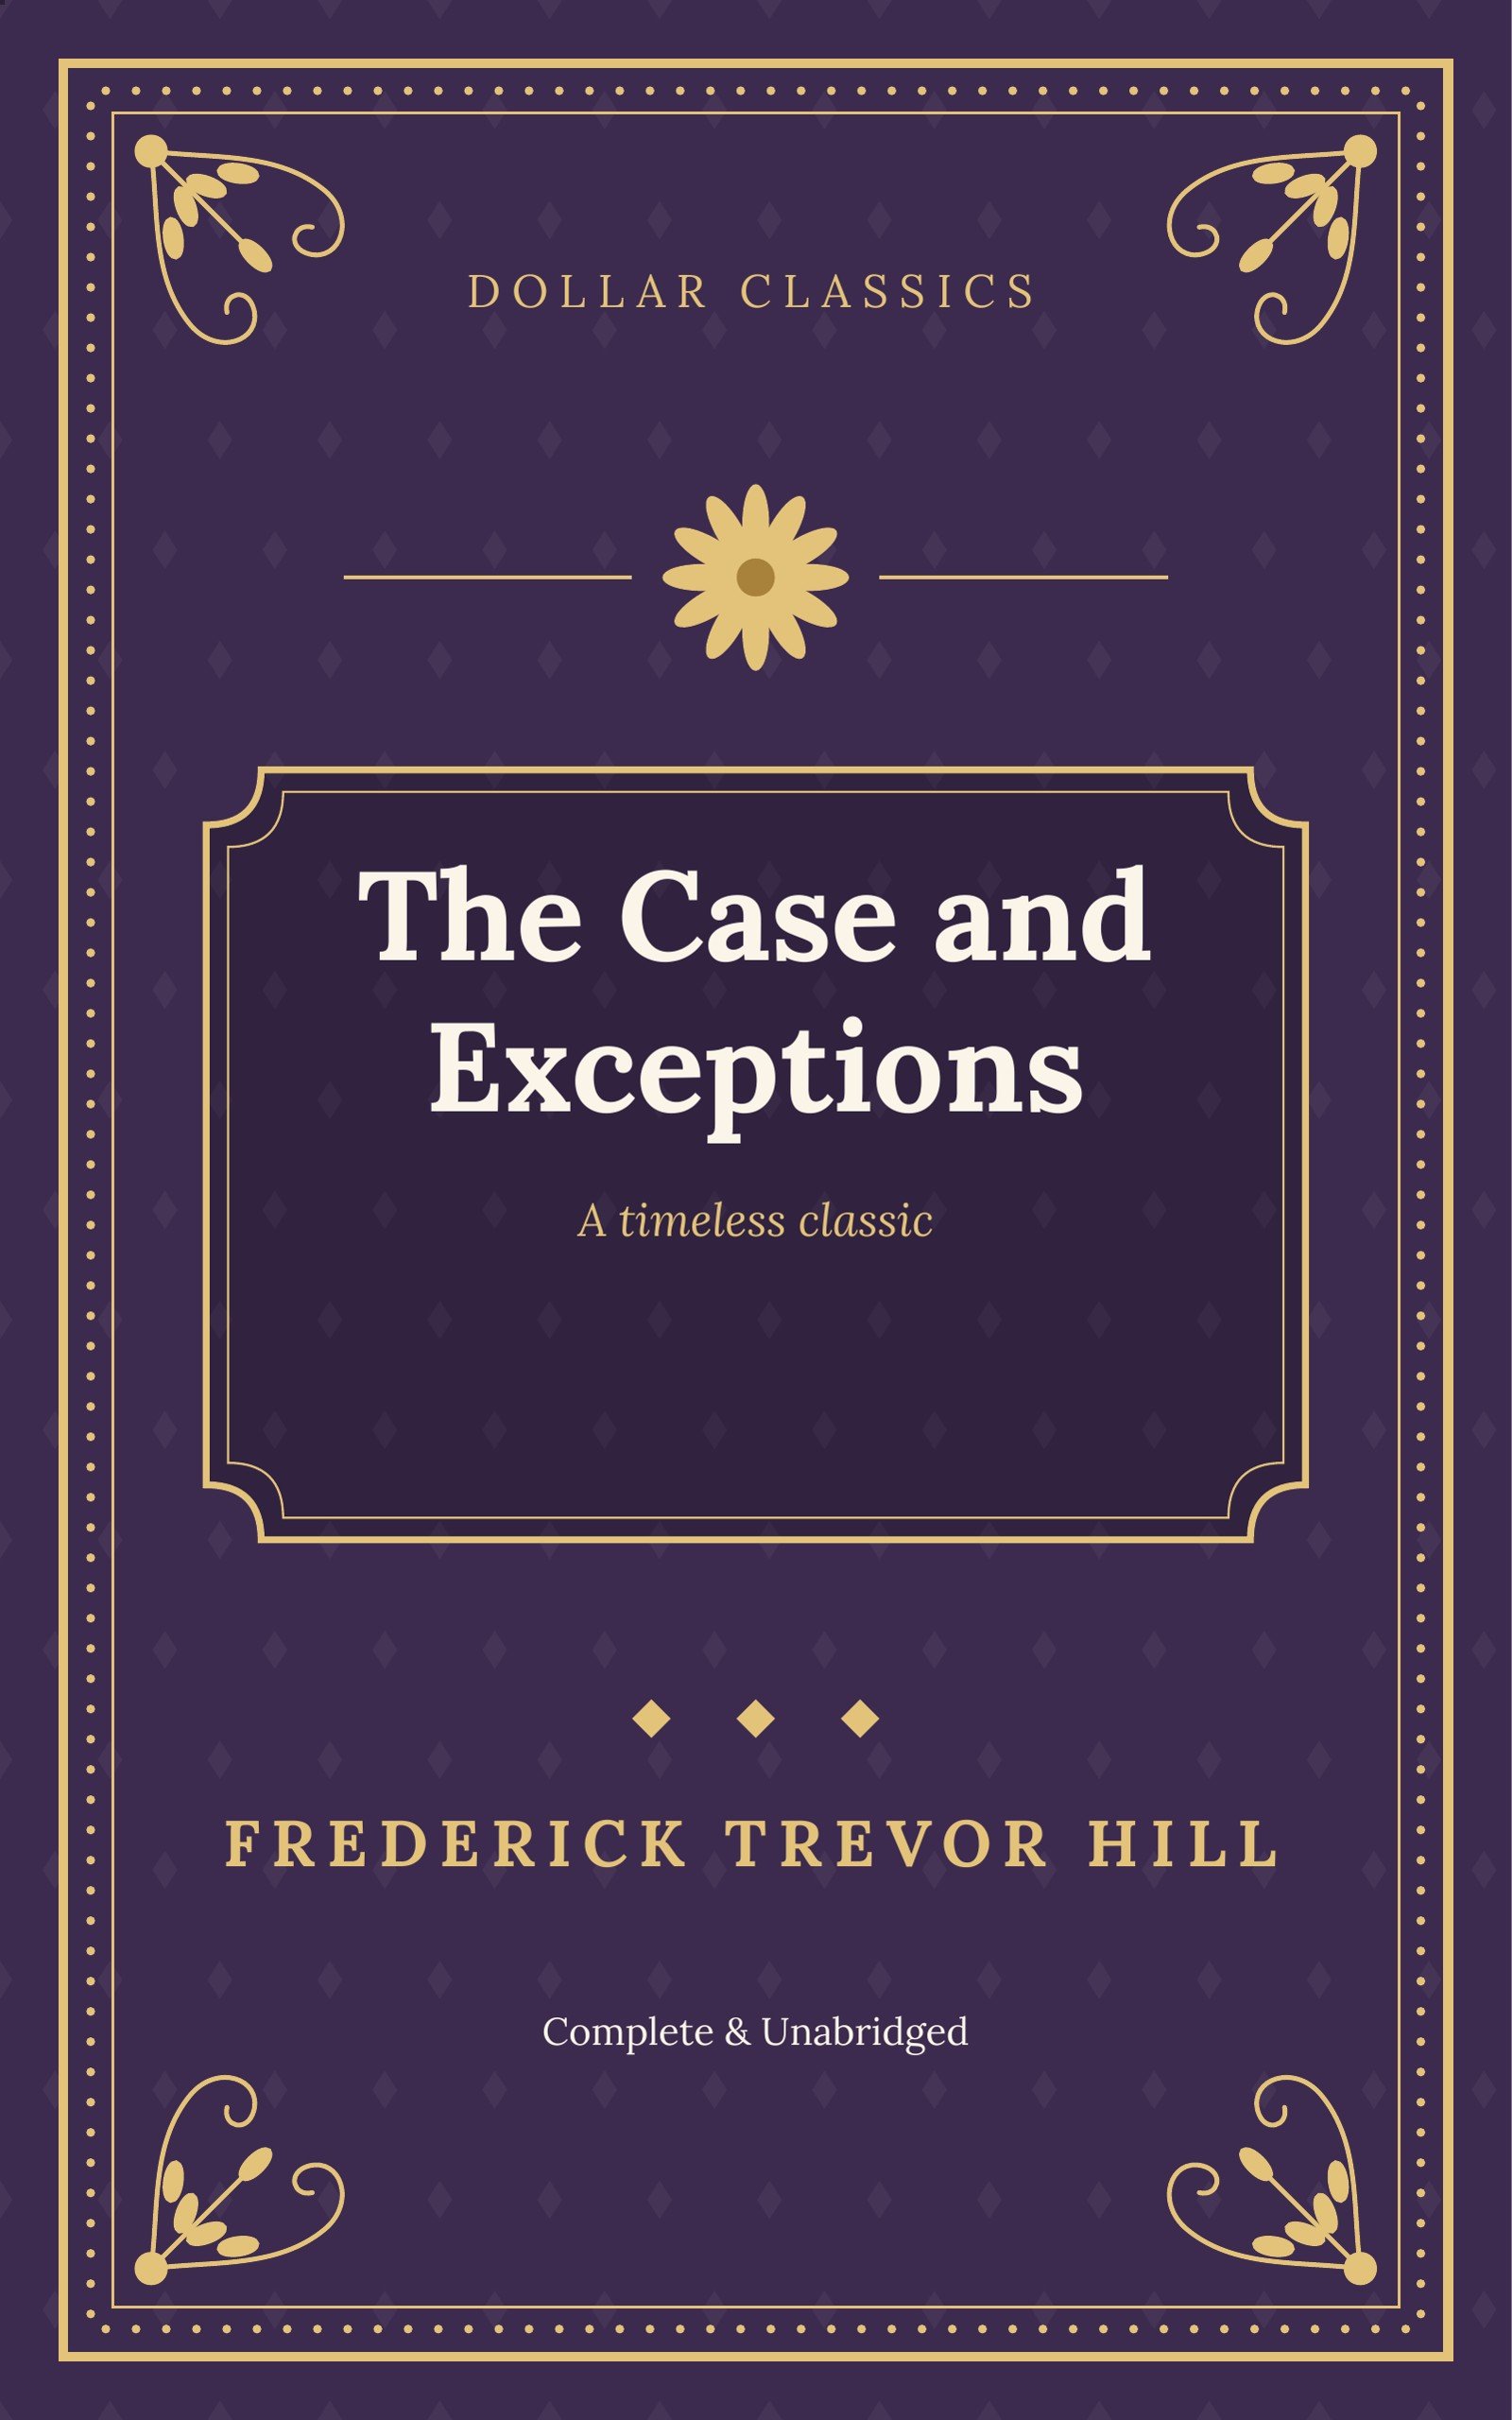 DOLLAR CLASSICS
The Case and
Exceptions
A timeless classic
FREDERICK TREVOR HILL
Complete & Unabridged